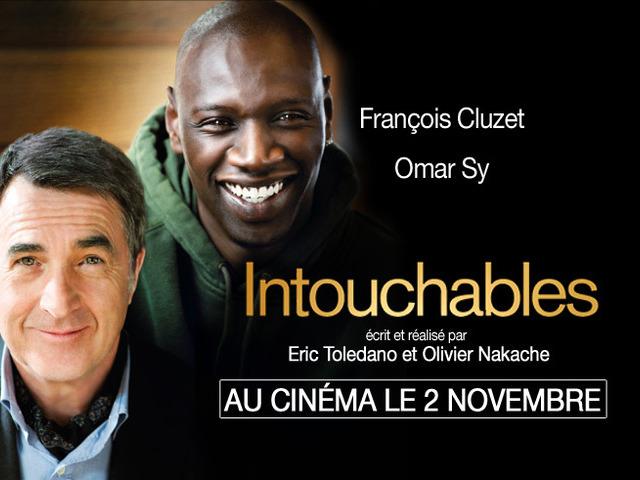 François Cluzet
Omar Sy
Intouchables
écrit et réalisé par
Eric Toledano et Olivier Nakache
AU CINÉMA LE 2 NOVEMBRE